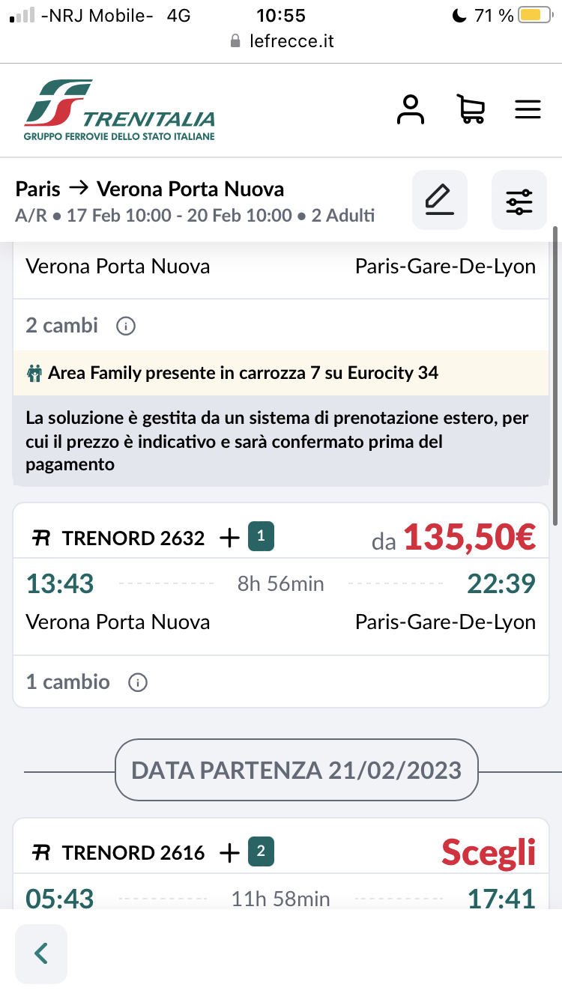 -NRJ Mobile- 4G 10:55 71 %
lefrecce.it
TRENITALIA
GRUPPO FERROVIE DELLO STATO ITALIANE
Paris → Verona Porta Nuova
A/R • 17 Feb 10:00 - 20 Feb 10:00 • 2 Adulti
Verona Porta Nuova Paris-Gare-De-Lyon
2 cambi
Area Family presente in carrozza 7 su Eurocity 34
La soluzione è gestita da un sistema di prenotazione estero, per
cui il prezzo è indicativo e sarà confermato prima del
pagamento
TRENORD 2632 + 1 da 135,50€
13:43 8h 56min 22:39
Verona Porta Nuova Paris-Gare-De-Lyon
1 cambio
DATA PARTENZA 21/02/2023
TRENORD 2616 + 2 Scegli
05:43 11h 58min 17:41